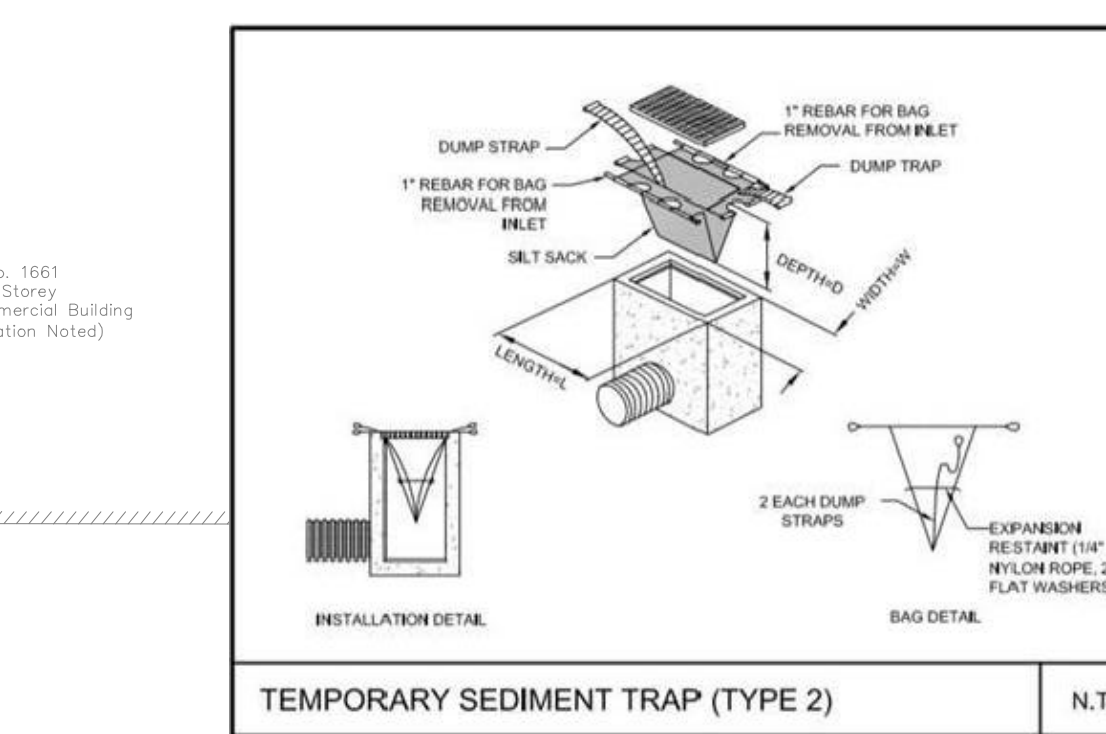 1" REBAR FOR BAG
REMOVAL FROM INLET
DUMP STRAP
DUMP TRAP
1" REBAR FOR BAG
REMOVAL FROM
INLET
SILT SACK
DEPTH=D
WIDTH=W
LENGTH=L
1661
Storey
Building
Noted)
2 EACH DUMP
STRAPS
EXPANSION
RESTAINT (1/4"
NYLON ROPE, 2
FLAT WASHERS
INSTALLATION DETAIL
BAG DETAIL
TEMPORARY SEDIMENT TRAP (TYPE 2)
N.T